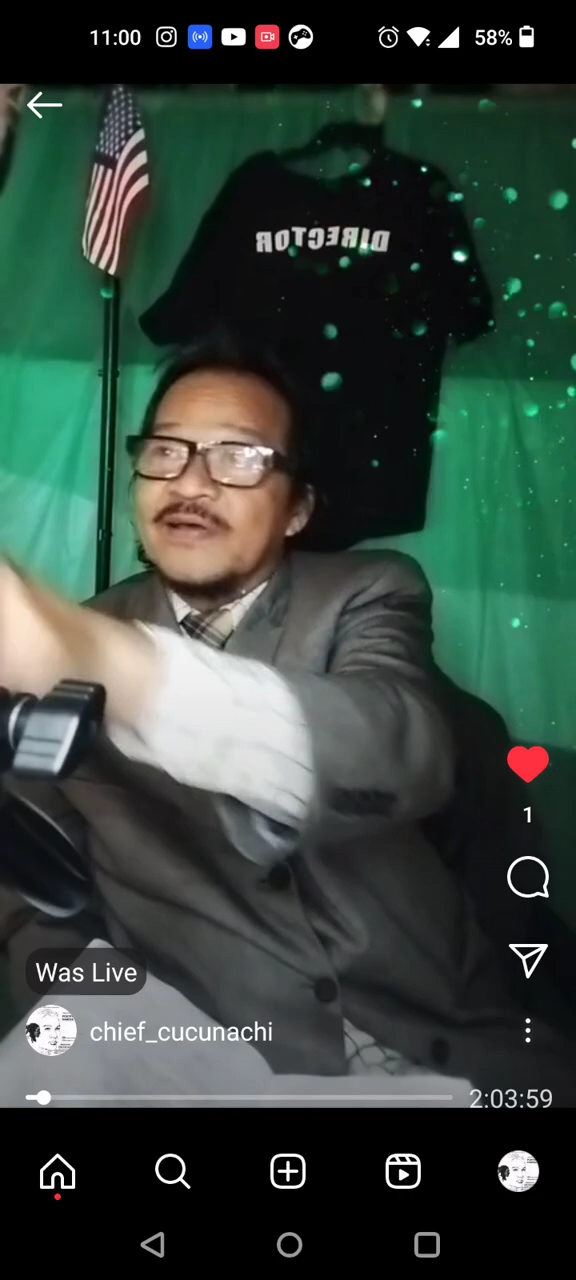 11:00
58%
DIRECTOR
1
Was Live
chief_cucunachi
2:03:59